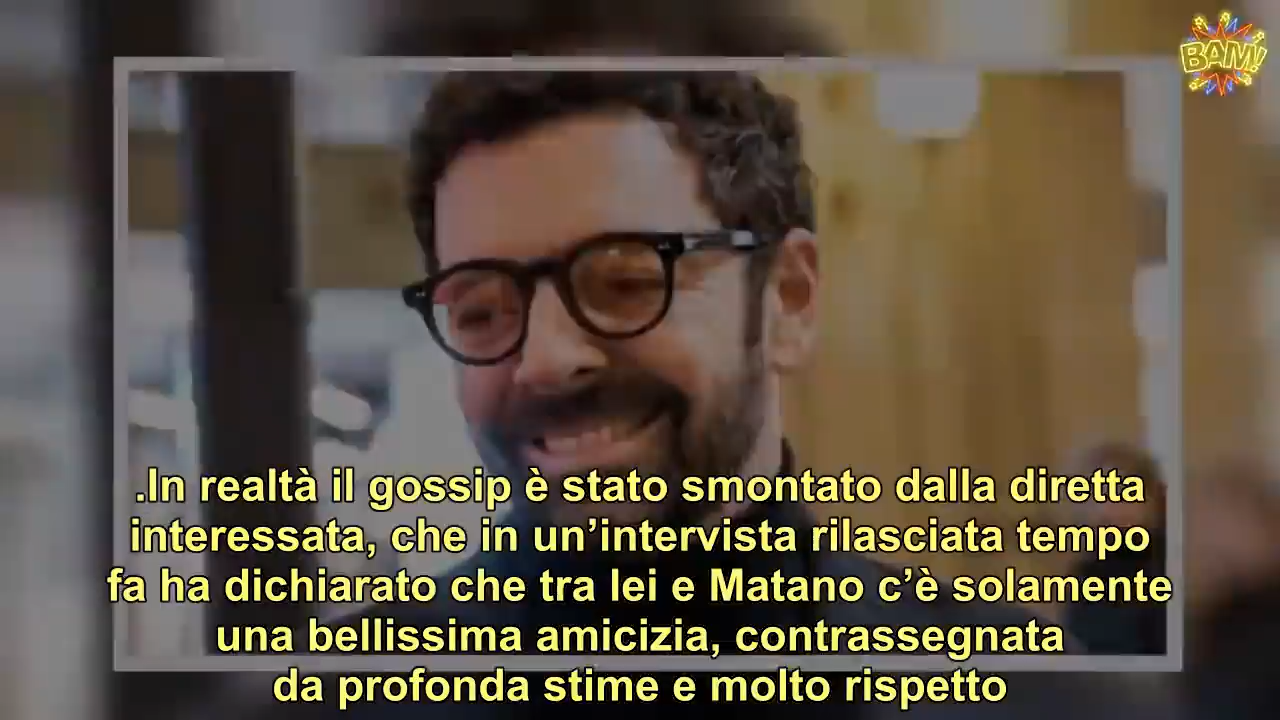 BAM!
.In realtà il gossip è stato smontato dalla diretta
interessata, che in un’intervista rilasciata tempo
fa ha dichiarato che tra lei e Matano c’è solamente
una bellissima amicizia, contrassegnata
da profonda stime e molto rispetto